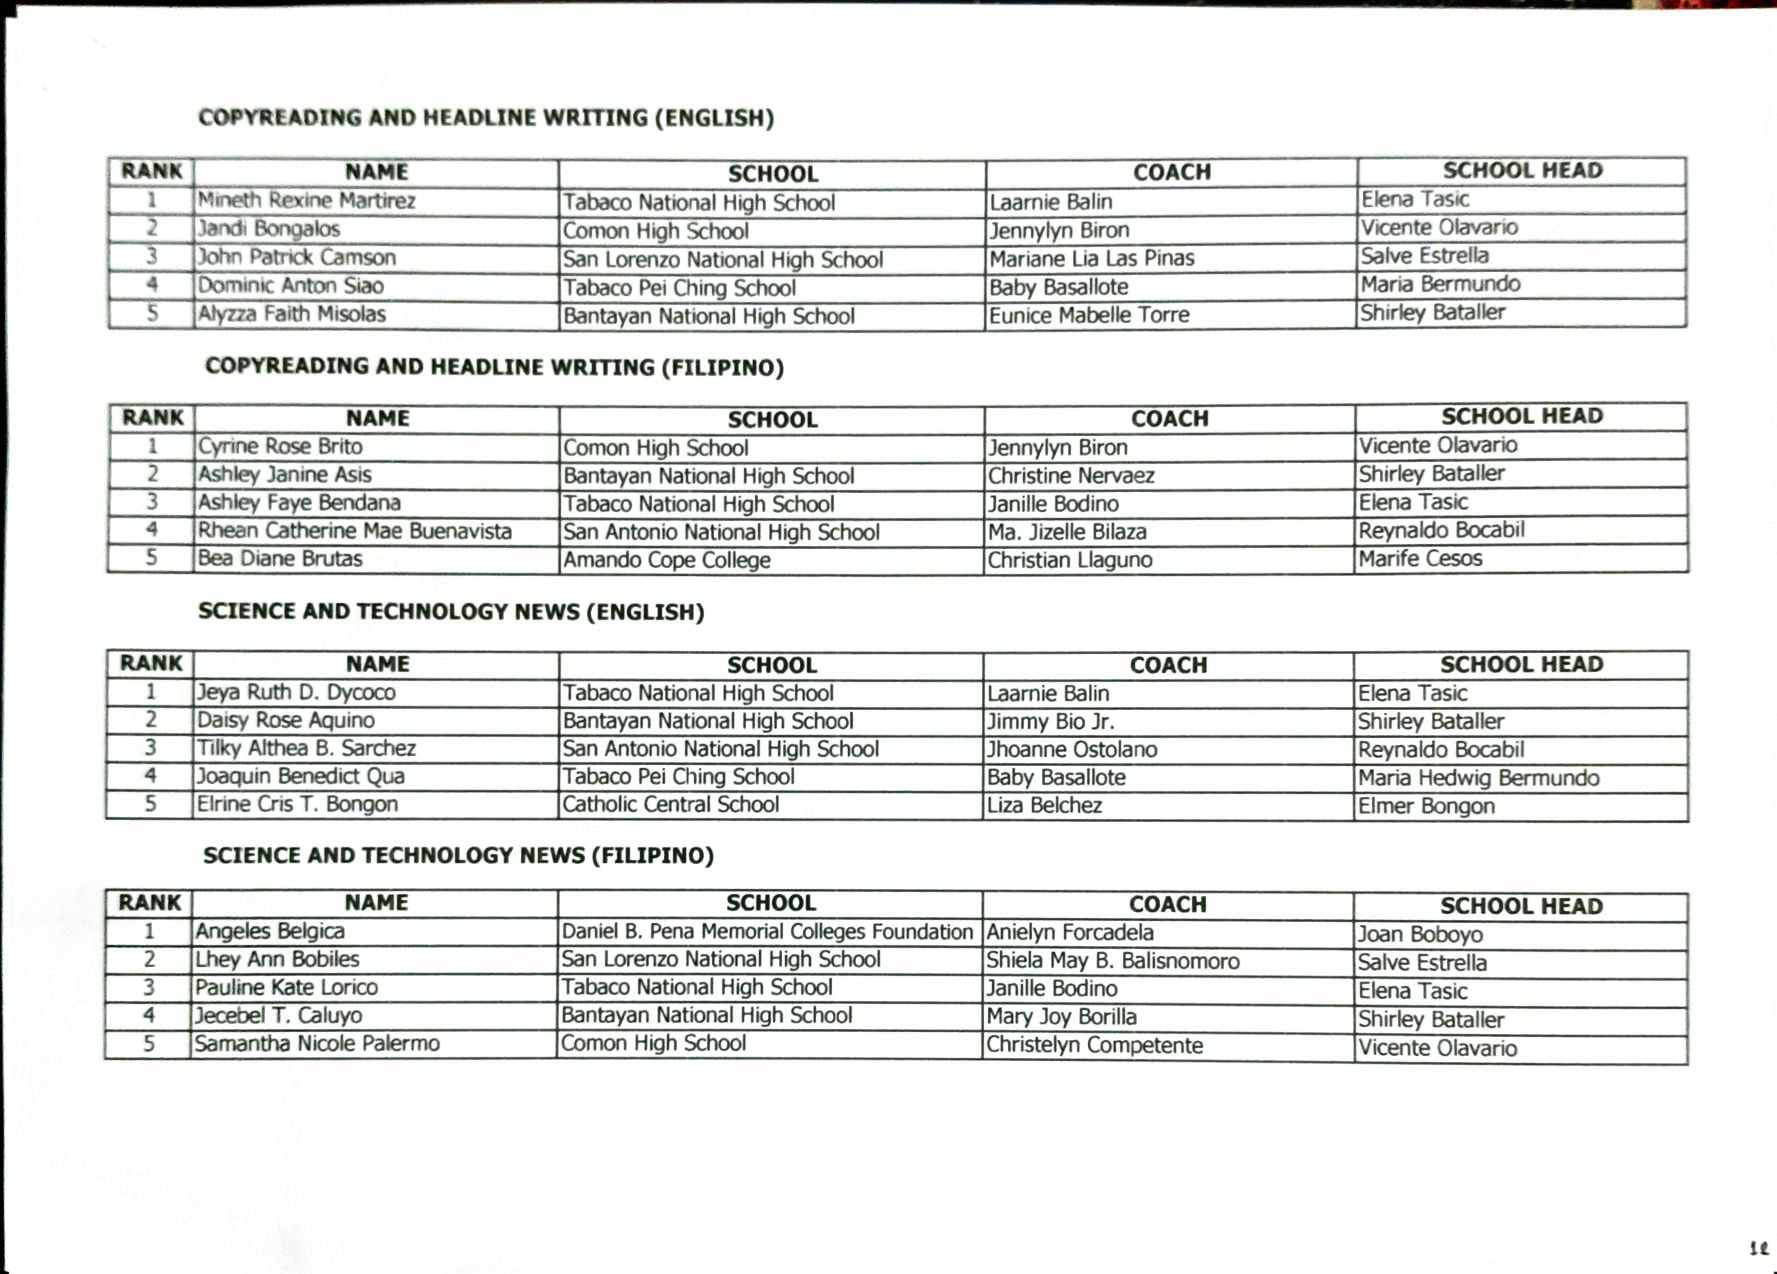 COPYREADING AND HEADLINE WRITING (ENGLISH)
RANK NAME SCHOOL COACH SCHOOL HEAD
1 Mineth Rexine Martirez Tabaco National High School Laarnie Balin Elena Tasic
2 Jandi Bongalos Comon High School Jennylyn Biron Vicente Olavario
3 John Patrick Camson San Lorenzo National High School Mariane Lia Las Pinas Salve Estrella
4 Dominic Anton Siao Tabaco Pei Ching School Baby Basallote Maria Bermundo
5 Alyzza Faith Misolas Bantayan National High School Eunice Mabelle Torre Shirley Bataller
COPYREADING AND HEADLINE WRITING (FILIPINO)
RANK NAME SCHOOL COACH SCHOOL HEAD
1 Cyrine Rose Brito Comon High School Jennylyn Biron Vicente Olavario
2 Ashley Janine Asis Bantayan National High School Christine Nervaez Shirley Bataller
3 Ashley Faye Bendana Tabaco National High School Janille Bodino Elena Tasic
4 Rhean Catherine Mae Buenavista San Antonio National High School Ma. Jizelle Bilaza Reynaldo Bocabil
5 Bea Diane Brutas Amando Cope College Christian Llaguno Marife Cesos
SCIENCE AND TECHNOLOGY NEWS (ENGLISH)
RANK NAME SCHOOL COACH SCHOOL HEAD
1 Jeya Ruth D. Dycoco Tabaco National High School Laarnie Balin Elena Tasic
2 Daisy Rose Aquino Bantayan National High School Jimmy Bio Jr. Shirley Bataller
3 Tilky Althea B. Sarchez San Antonio National High School Jhoanne Ostolano Reynaldo Bocabil
4 Joaquin Benedict Qua Tabaco Pei Ching School Baby Basallote Maria Hedwig Bermundo
5 Elrine Cris T. Bongon Catholic Central School Liza Belchez Elmer Bongon
SCIENCE AND TECHNOLOGY NEWS (FILIPINO)
RANK NAME SCHOOL COACH SCHOOL HEAD
1 Angeles Belgica Daniel B. Pena Memorial Colleges Foundation Anielyn Forcadela Joan Boboyo
2 Lhey Ann Bobiles San Lorenzo National High School Shiela May B. Balisnomoro Salve Estrella
3 Pauline Kate Lorico Tabaco National High School Janille Bodino Elena Tasic
4 Jecebel T. Caluyo Bantayan National High School Mary Joy Borilla Shirley Bataller
5 Samantha Nicole Palermo Comon High School Christelyn Competente Vicente Olavario